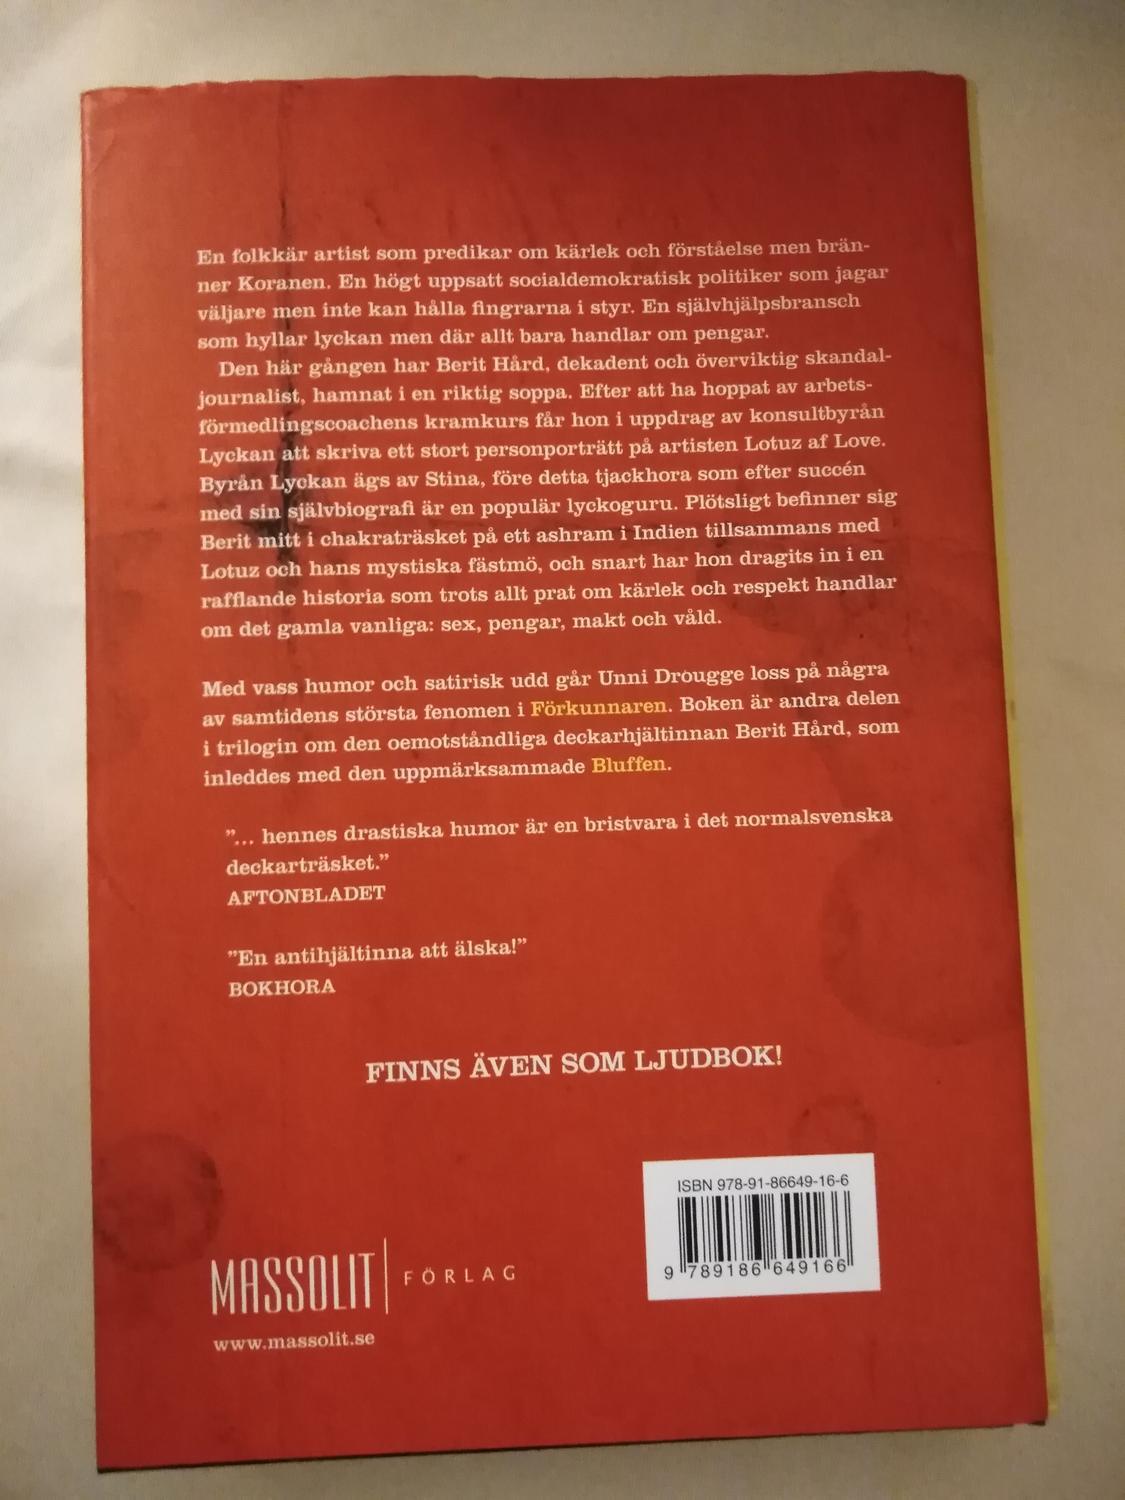 En folkkär artist som predikar om kärlek och förståelse men brän-
ner Koranen. En högt uppsatt socialdemokratisk politiker som jagar
väljare men inte kan hålla fingrarna i styr. En självhjälpsbransch
som hyllar lyckan men där allt bara handlar om pengar.
Den här gången har Berit Hård, dekadent och överviktig skandal-
journalist, hamnat i en riktig soppa. Efter att ha hoppat av arbets-
förmedlingscoachens kramkurs får hon i uppdrag av konsultbyrån
Lyckan att skriva ett stort personporträtt på artisten Lotuz af Love.
Byrån Lyckan ägs av Stina, före detta tjackhora som efter succén
med sin självbiografi är en populär lyckoguru. Plötsligt befinner sig
Berit mitt i chakraträsket på ett ashram i Indien tillsammans med
Lotuz och hans mystiska fästmö, och snart har hon dragits in i en
rafflande historia som trots allt prat om kärlek och respekt handlar
om det gamla vanliga: sex, pengar, makt och våld.
Med vass humor och satirisk udd går Unni Drougge loss på några
av samtidens största fenomen i Förkunnaren. Boken är andra delen
i trilogin om den oemotståndliga deckarhjältinnan Berit Hård, som
inleddes med den uppmärksammade Bluffen.
”... hennes drastiska humor är en bristvara i det normalsvenska
deckarträsket.”
AFTONBLADET
”En antihjältinna att älska!”
BOKHORA
FINNS ÄVEN SOM LJUDBOK!
ISBN 978-91-86649-16-6
9 789186 649166
MASSOLIT FÖRLAG
www.massolit.se